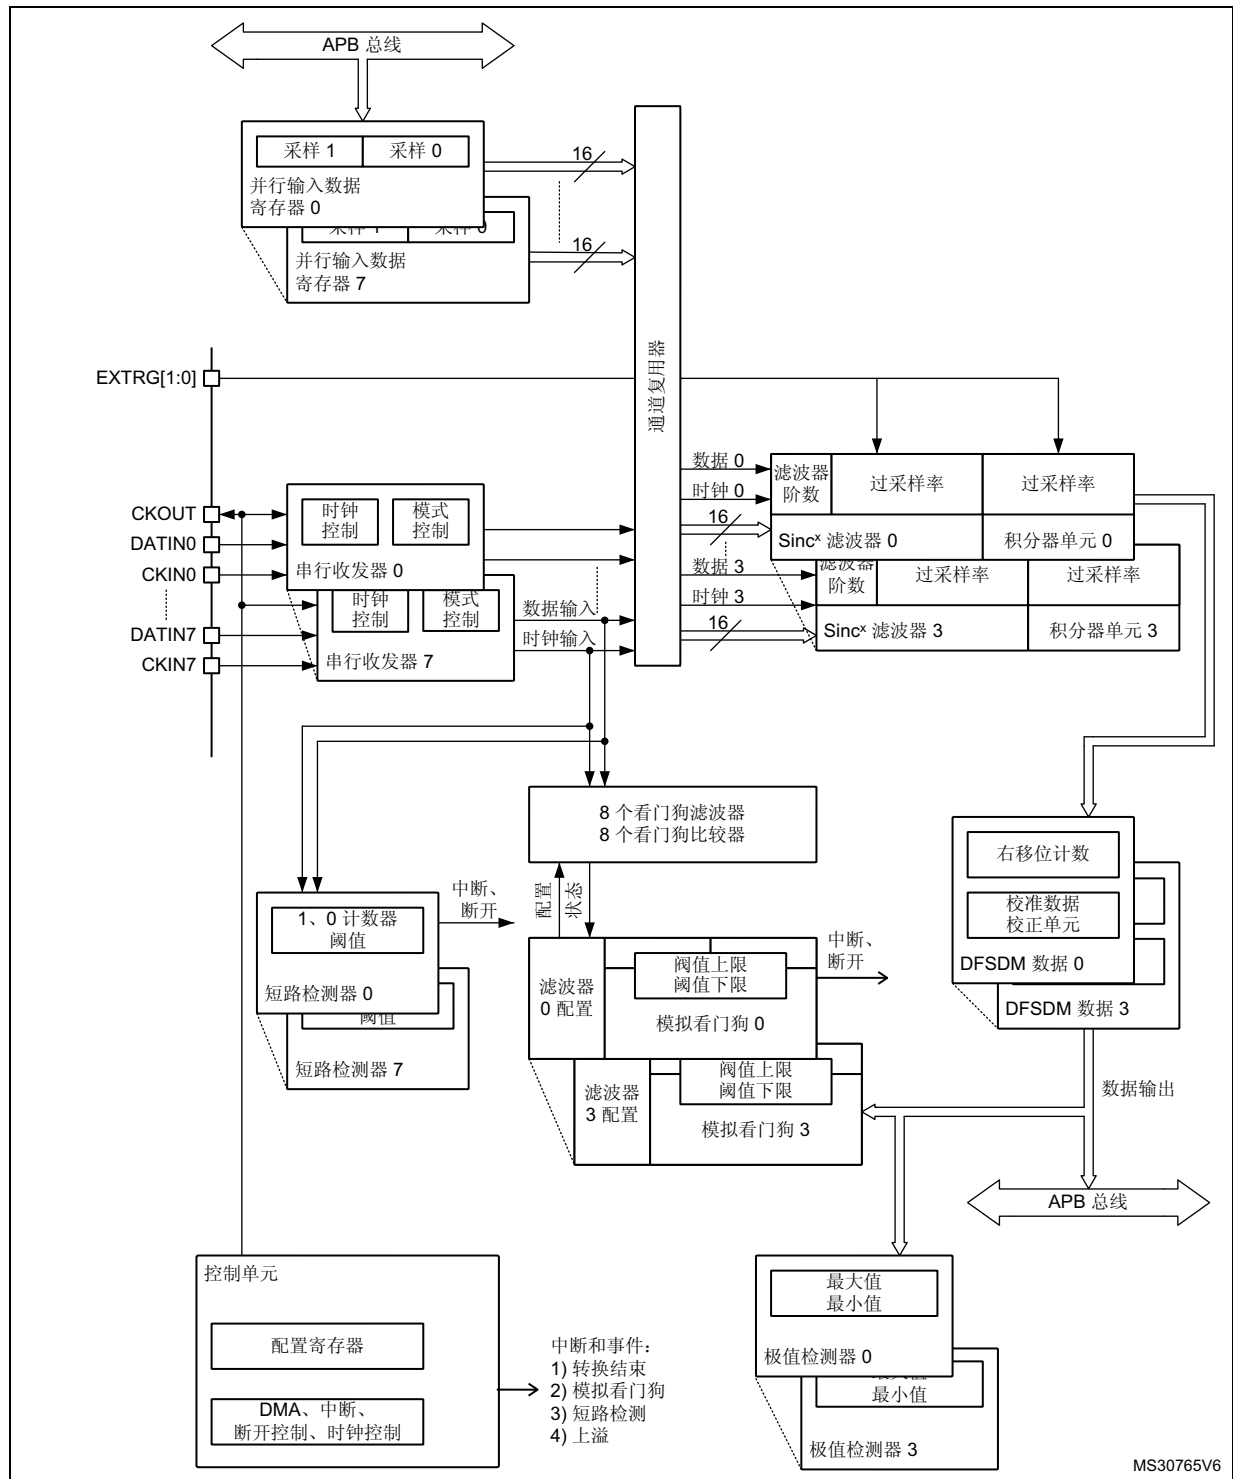 APB 总线
采样 1
采样 0
16
并行输入数据
寄存器 0
采样 1
采样 0
16
并行输入数据
寄存器 7
通道复用器
EXTRG[1:0]
数据 0
时钟 0
16
滤波器
阶数
过采样率
过采样率
Sincˣ 滤波器 0
积分器单元 0
CKOUT
DATIN0
CKIN0
DATIN7
CKIN7
时钟
控制
模式
控制
串行收发器 0
时钟
控制
模式
控制
串行收发器 7
数据输入
时钟输入
数据 3
时钟 3
16
滤波器
阶数
过采样率
过采样率
Sincˣ 滤波器 3
积分器单元 3
8 个看门狗滤波器
8 个看门狗比较器
配置
状态
中断、
断开
1、0 计数器
阈值
短路检测器 0
阈值
短路检测器 7
滤波器
0 配置
阀值上限
阈值下限
模拟看门狗 0
中断、
断开
滤波器
3 配置
阀值上限
阈值下限
模拟看门狗 3
右移位计数
校准数据
校正单元
DFSDM 数据 0
DFSDM 数据 3
数据输出
APB 总线
控制单元
配置寄存器
DMA、中断、
断开控制、时钟控制
中断和事件：
1) 转换结束
2) 模拟看门狗
3) 短路检测
4) 上溢
最大值
最小值
极值检测器 0
最大值
最小值
极值检测器 3
MS30765V6